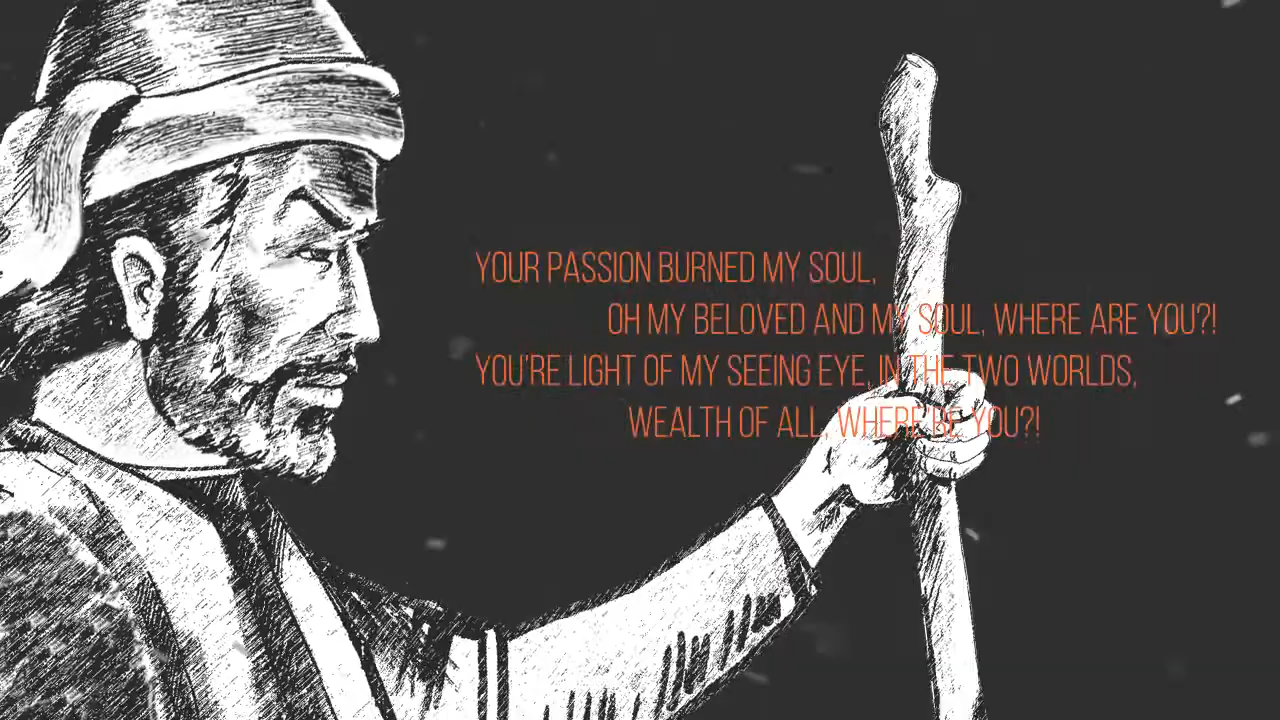 YOUR PASSION BURNED MY SOUL,
OH MY BELOVED AND MY SOUL, WHERE ARE YOU?!
YOU'RE LIGHT OF MY SEEING EYE, IN THE TWO WORLDS,
WEALTH OF ALL, WHERE BE YOU?!